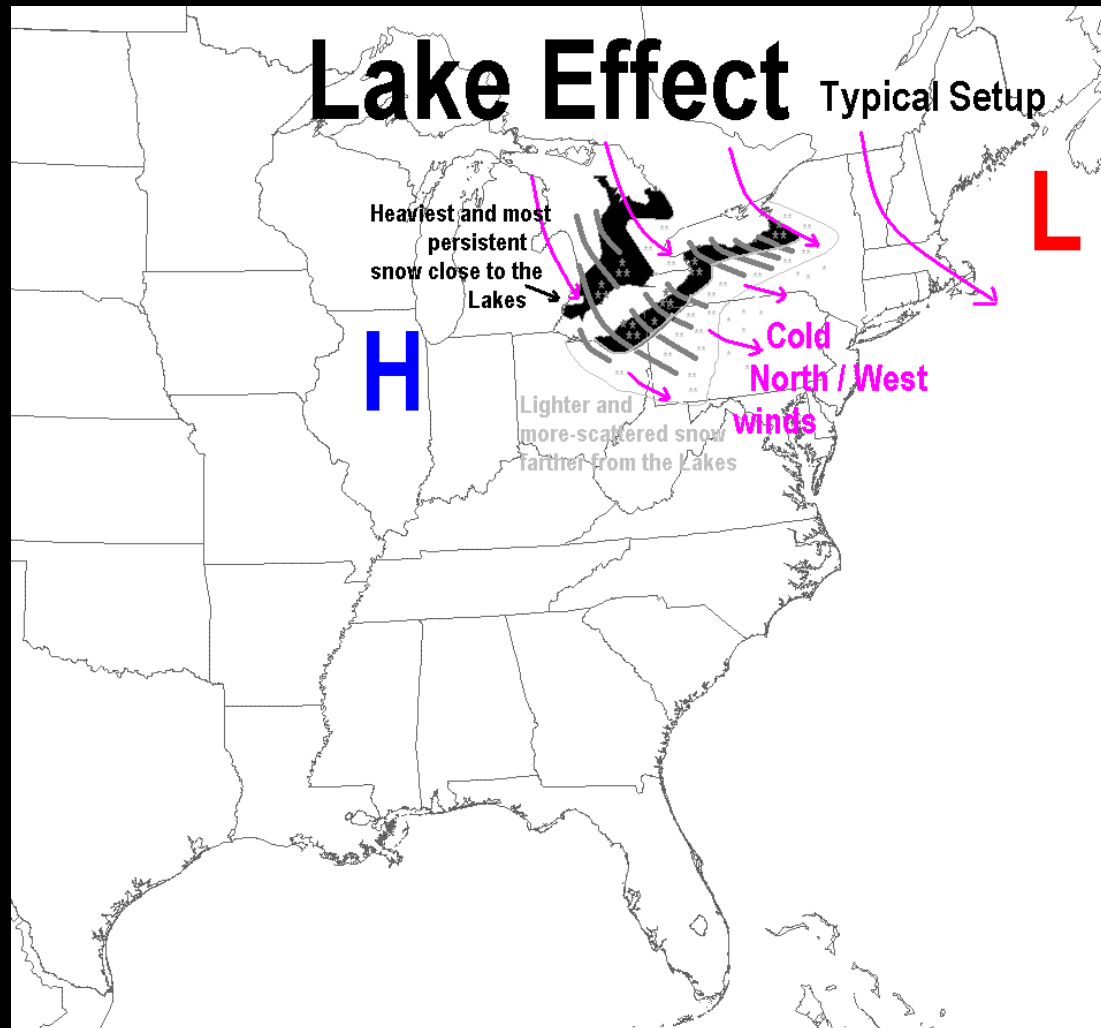 Lake Effect
Typical Setup
L
Heaviest and most
persistent
snow close to the
Lakes
H
Cold
North / West
winds
Lighter and
more-scattered snow
farther from the Lakes